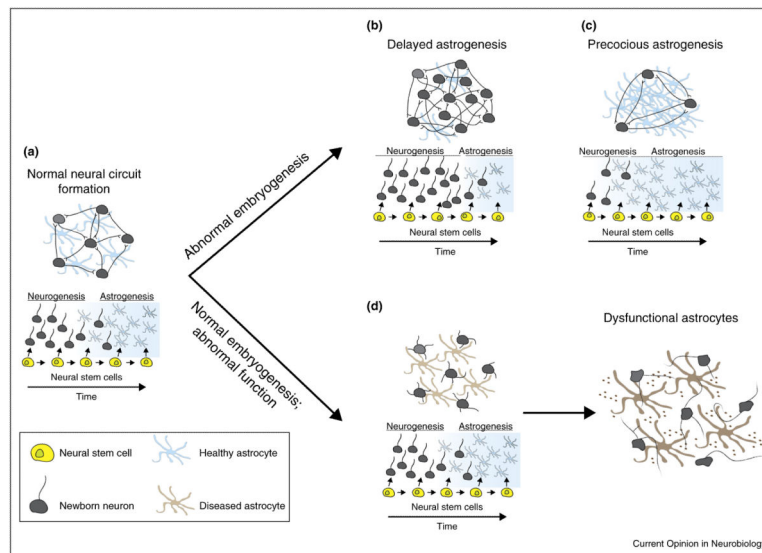 (a)
Normal neural circuit
formation
Neurogenesis
Astrogenesis
Neural stem cells
Time
Abnormal embryogenesis
Normal embryogenesis;
abnormal function
(b)
Delayed astrogenesis
Neurogenesis
Astrogenesis
Neural stem cells
Time
(c)
Precocious astrogenesis
Neurogenesis
Astrogenesis
Neural stem cells
Time
(d)
Neurogenesis
Astrogenesis
Neural stem cells
Time
Dysfunctional astrocytes
Neural stem cell
Healthy astrocyte
Newborn neuron
Diseased astrocyte
Current Opinion in Neurobiology